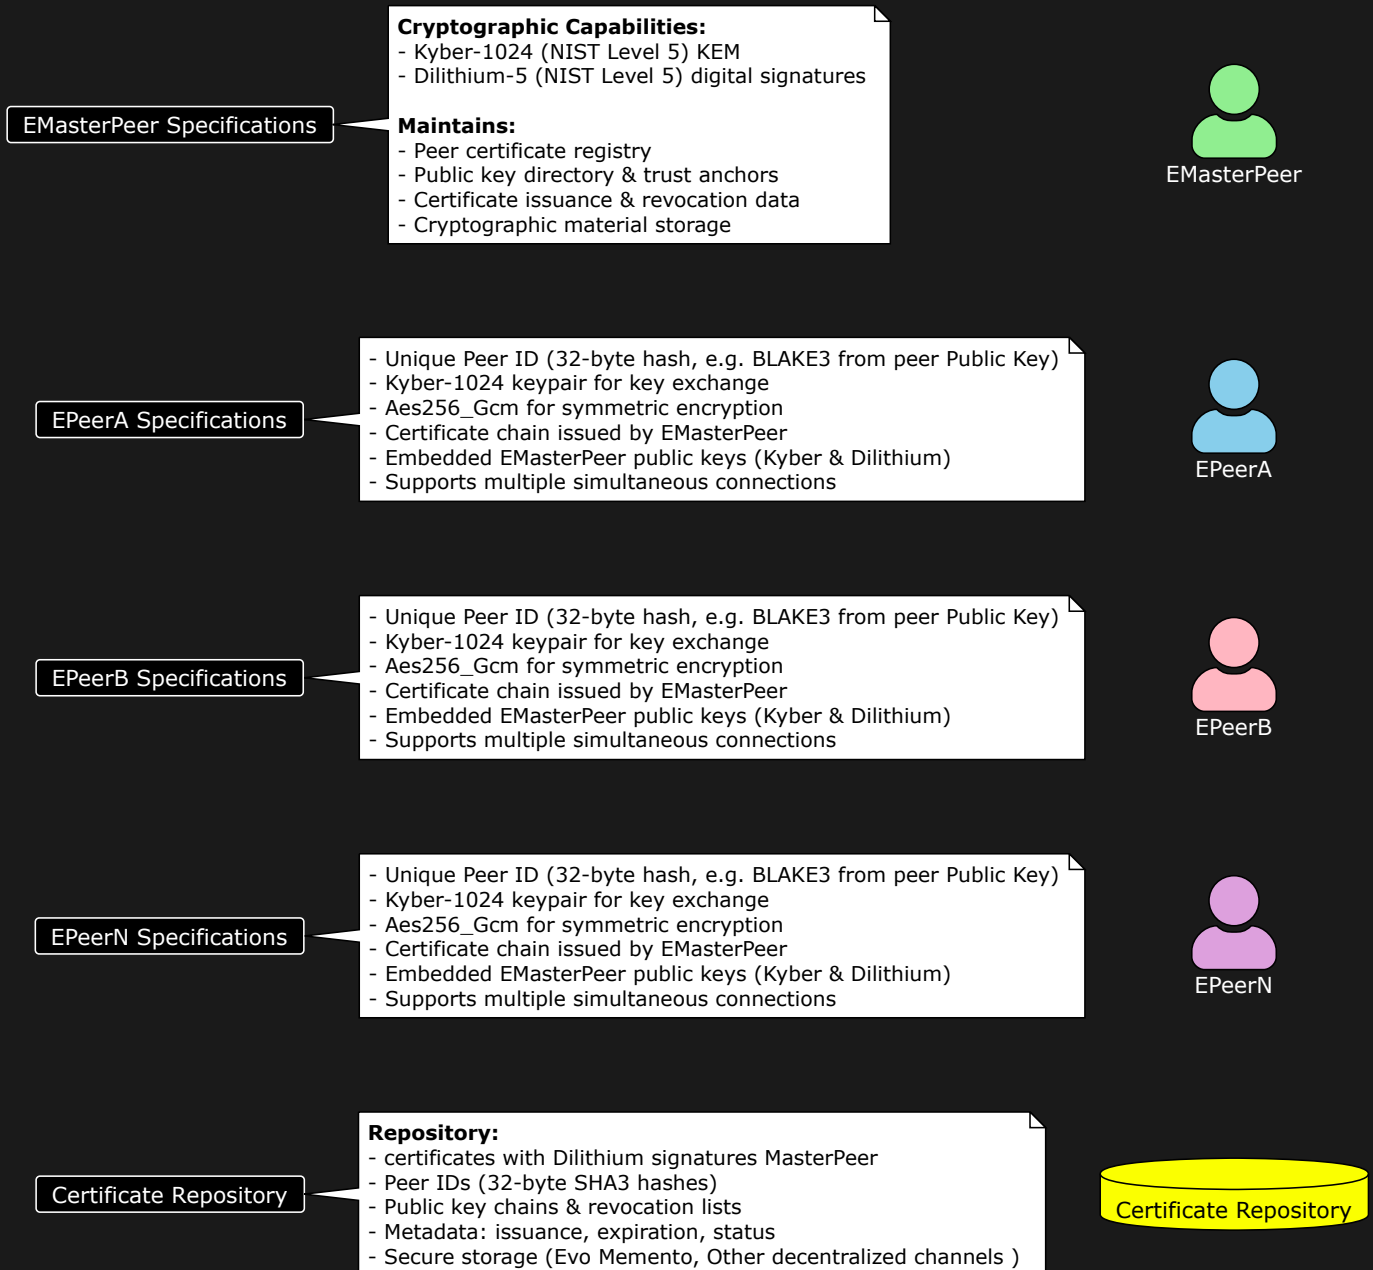 Cryptographic Capabilities:
- Kyber-1024 (NIST Level 5) KEM
- Dilithium-5 (NIST Level 5) digital signatures
EMasterPeer Specifications
Maintains:
- Peer certificate registry
- Public key directory & trust anchors
- Certificate issuance & revocation data
- Cryptographic material storage
EMasterPeer
EPeerA Specifications
- Unique Peer ID (32-byte hash, e.g. BLAKE3 from peer Public Key)
- Kyber-1024 keypair for key exchange
- Aes256_Gcm for symmetric encryption
- Certificate chain issued by EMasterPeer
- Embedded EMasterPeer public keys (Kyber & Dilithium)
- Supports multiple simultaneous connections
EPeerA
EPeerB Specifications
- Unique Peer ID (32-byte hash, e.g. BLAKE3 from peer Public Key)
- Kyber-1024 keypair for key exchange
- Aes256_Gcm for symmetric encryption
- Certificate chain issued by EMasterPeer
- Embedded EMasterPeer public keys (Kyber & Dilithium)
- Supports multiple simultaneous connections
EPeerB
EPeerN Specifications
- Unique Peer ID (32-byte hash, e.g. BLAKE3 from peer Public Key)
- Kyber-1024 keypair for key exchange
- Aes256_Gcm for symmetric encryption
- Certificate chain issued by EMasterPeer
- Embedded EMasterPeer public keys (Kyber & Dilithium)
- Supports multiple simultaneous connections
EPeerN
Certificate Repository
Repository:
- certificates with Dilithium signatures MasterPeer
- Peer IDs (32-byte SHA3 hashes)
- Public key chains & revocation lists
- Metadata: issuance, expiration, status
- Secure storage (Evo Memento, Other decentralized channels )
Certificate Repository